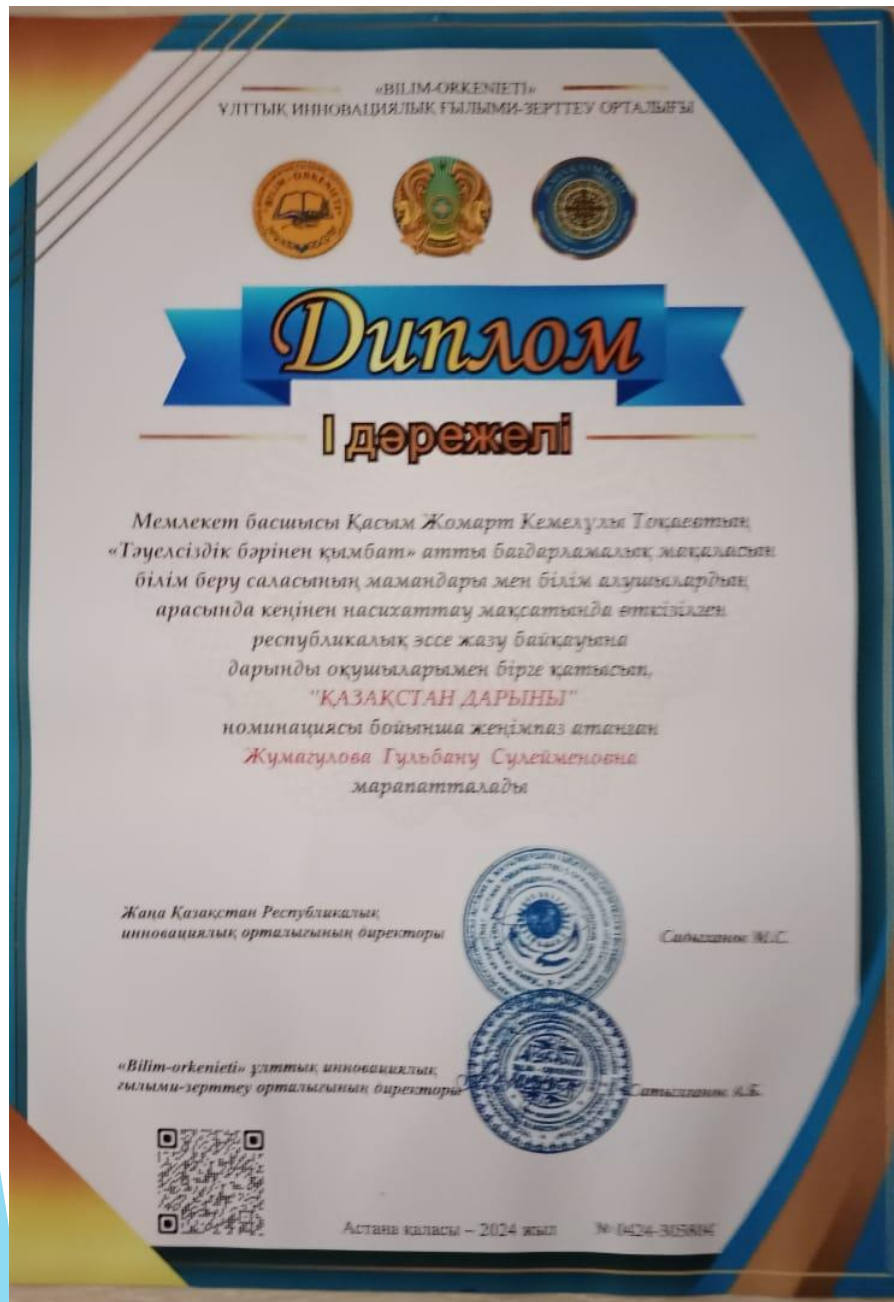 «BILIM-ORKENIETI»
ҰЛТТЫҚ ИННОВАЦИЯЛЫҚ ҒЫЛЫМИ-ЗЕРТТЕУ ОРТАЛЫҒЫ
Диплом
І дәрежелі
Мемлекет басшысы Қасым Жомарт Кемелұлы Тоқаевтың
«Тәуелсіздік бәрінен қымбат» атты бағдарламалық мақаласын
білім беру саласының мамандары мен білім алушылардың
арасында кеңінен насихаттау мақсатында өткізілген
республикалық эссе жазу байқауына
дарынды оқушыларымен бірге қатысып,
"ҚАЗАҚСТАН ДАРЫНЫ"
номинациясы бойынша жеңімпаз атанған
Жумагулова Гульбану Сулейменовна
марапатталады
Жаңа Қазақстан Республикалық
инновациялық орталығының директоры
М.С.
«Bilim-orkenieti» ұлттық инновациялық
ғылыми-зерттеу орталығының директоры
А.Б.
Астана қаласы – 2024 жыл № 0424-305804